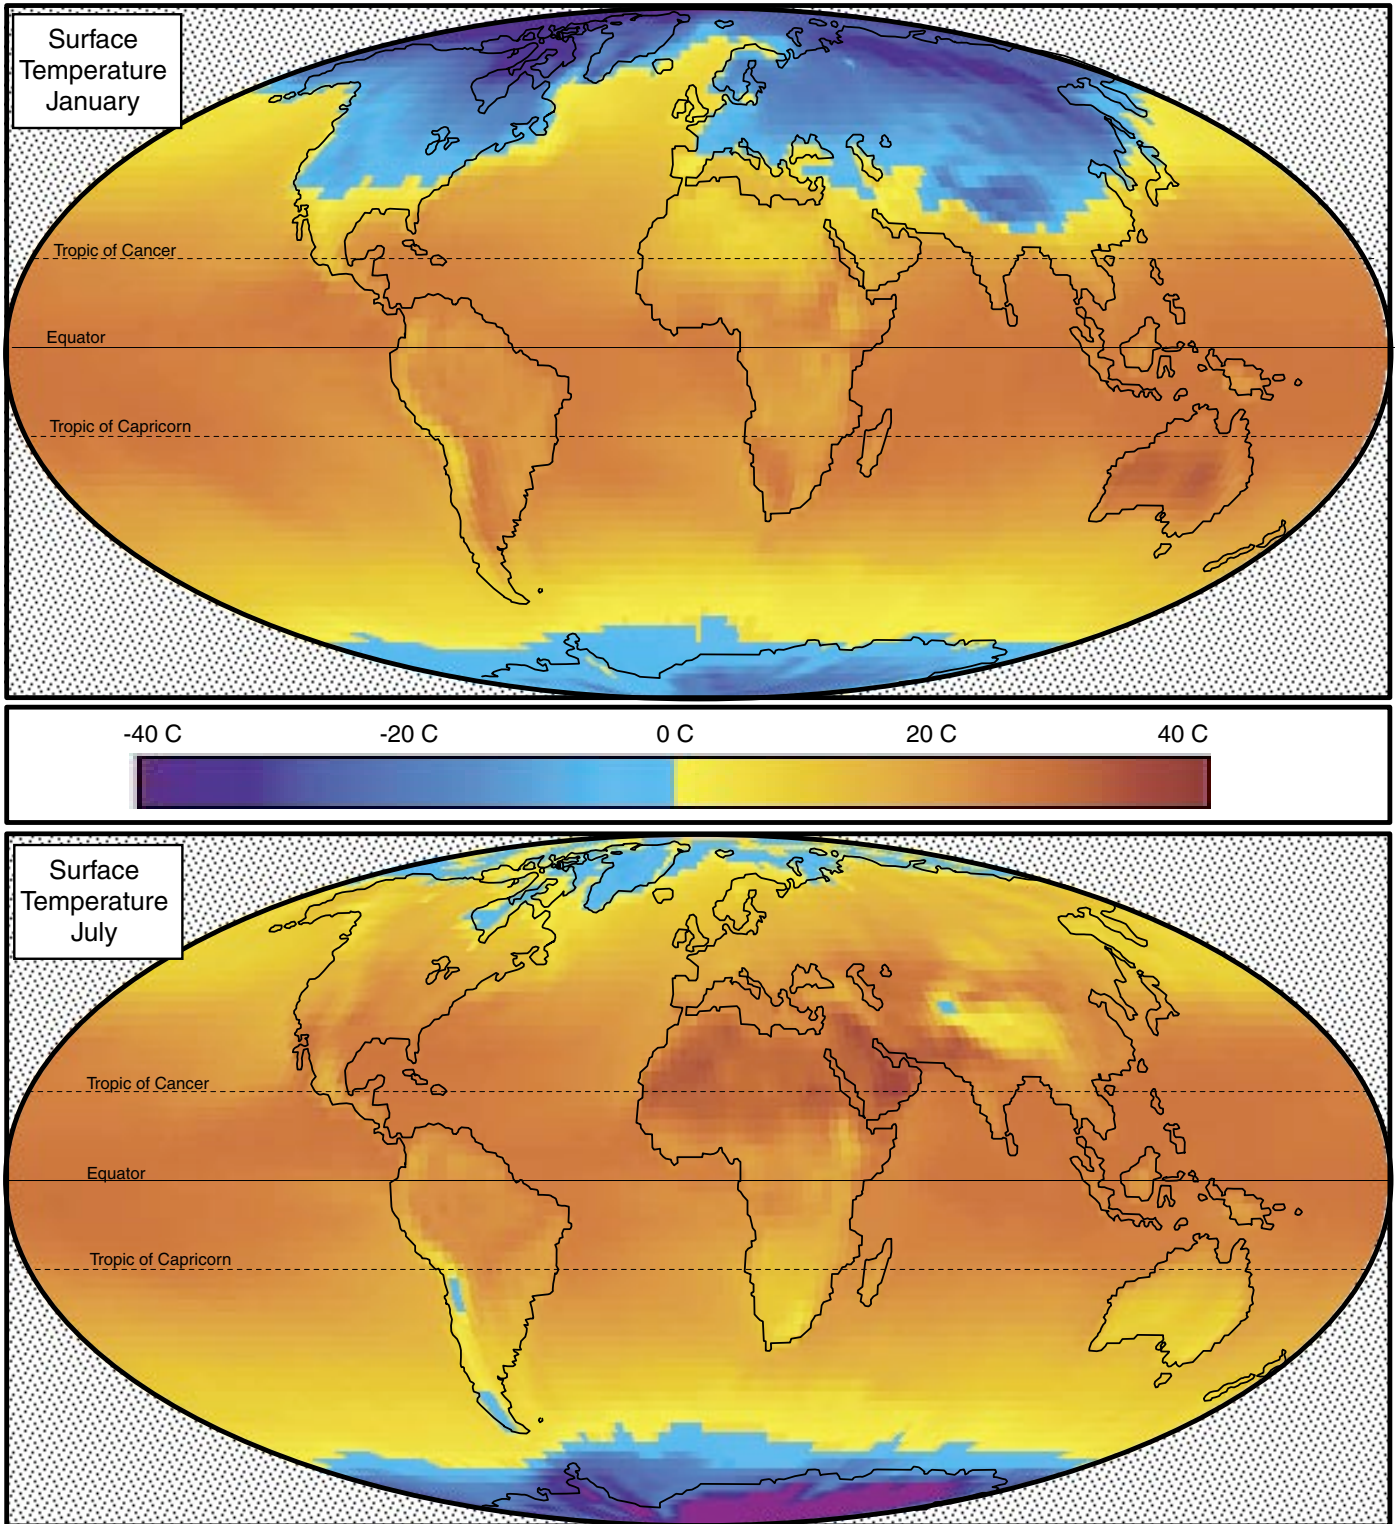 Surface
Temperature
January
Tropic of Cancer
Equator
Tropic of Capricorn
-40 C -20 C 0 C 20 C 40 C
Surface
Temperature
July
Tropic of Cancer
Equator
Tropic of Capricorn